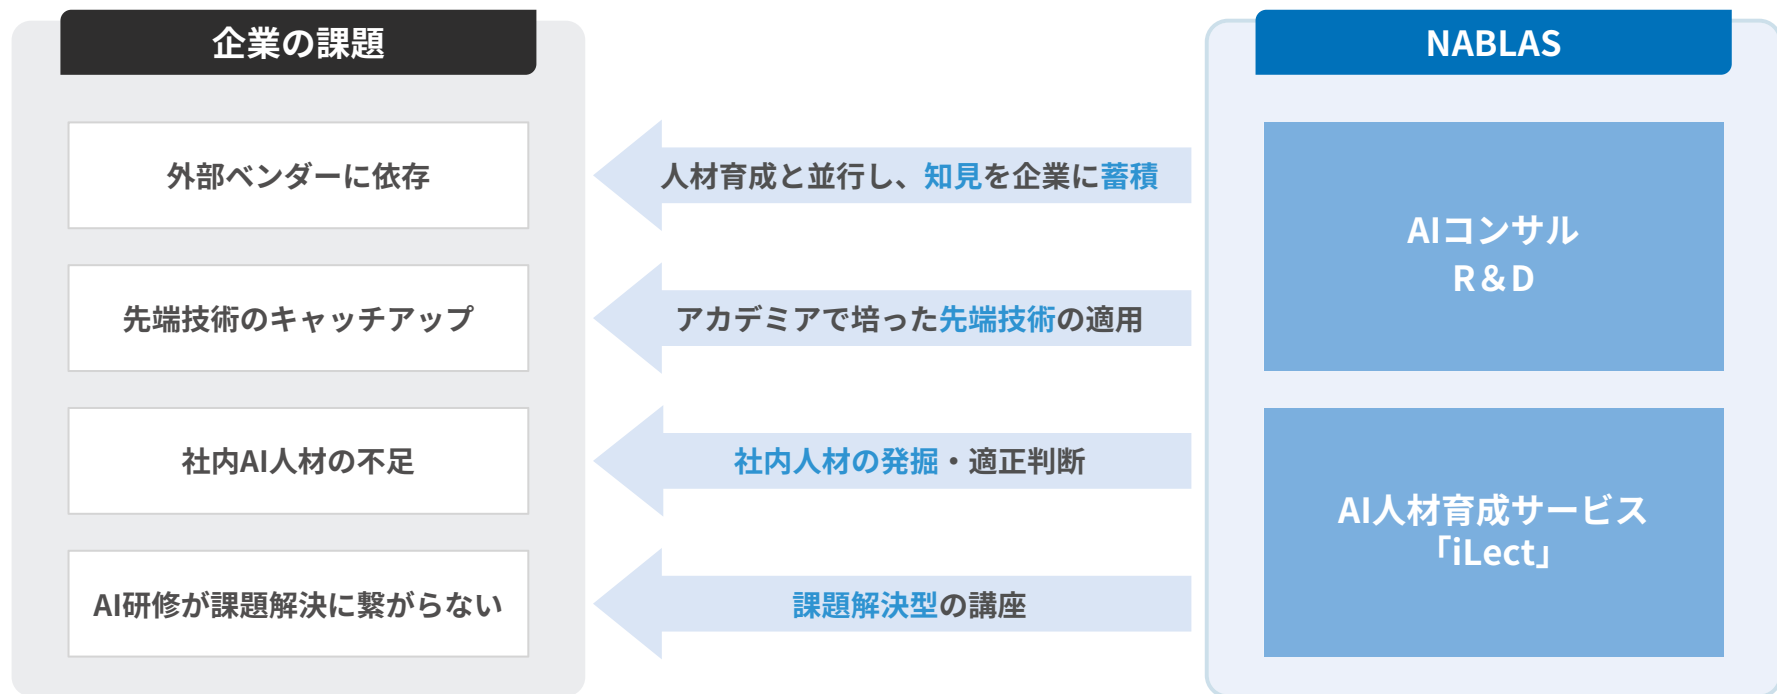 企業の課題
NABLAS
外部ベンダーに依存
人材育成と並行し、知見を企業に蓄積
先端技術のキャッチアップ
アカデミアで培った先端技術の適用
AIコンサル
R＆D
社内AI人材の不足
社内人材の発掘・適正判断
AI研修が課題解決に繋がらない
課題解決型の講座
AI人材育成サービス
「iLect」